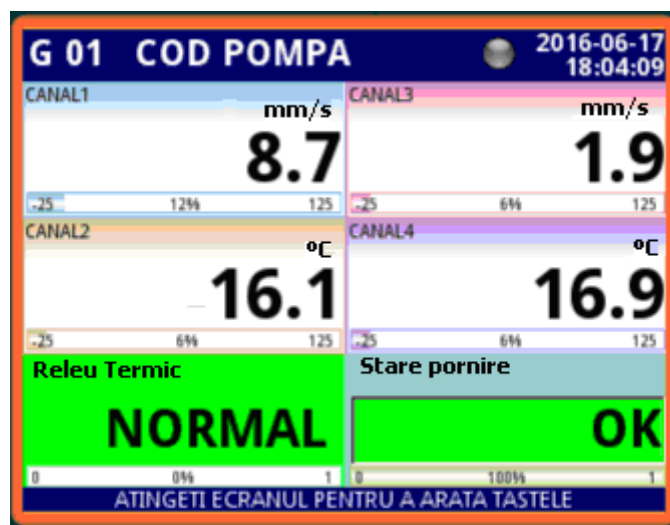 G 01 COD POMPA
2016-06-17
18:04:09
CANAL1
mm/s
8.7
-25 12% 125
CANAL3
mm/s
1.9
-25 6% 125
CANAL2
ºC
16.1
-25 6% 125
CANAL4
ºC
16.9
-25 6% 125
Releu Termic
NORMAL
0 0% 1
Stare pornire
OK
0 100% 1
ATINGETI ECRANUL PENTRU A ARATA TASTELE